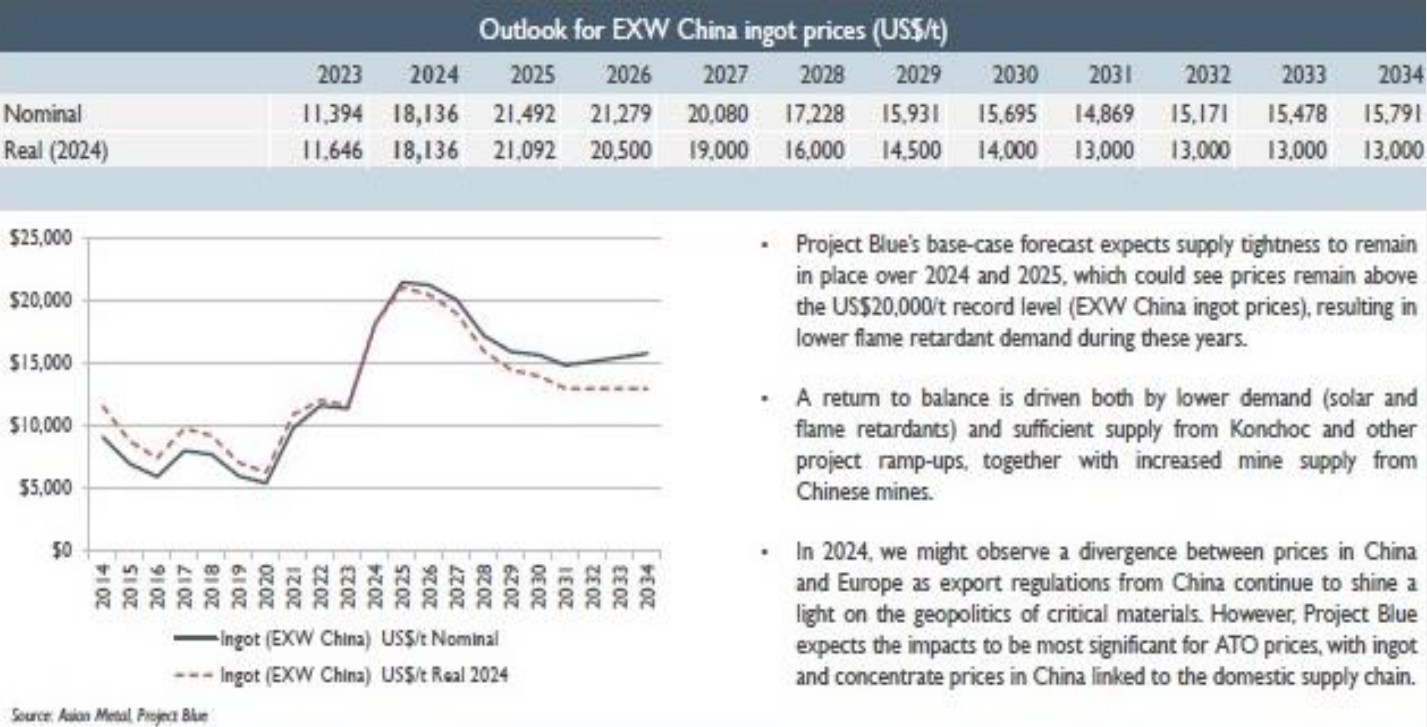 Outlook for EXW China ingot prices (US$/t)
2023 2024 2025 2026 2027 2028 2029 2030 2031 2032 2033 2034
Nominal 11,394 18,136 21,492 21,279 20,080 17,228 15,931 15,695 14,869 15,171 15,478 15,791
Real (2024) 11,646 18,136 21,092 20,500 19,000 16,000 14,500 14,000 13,000 13,000 13,000 13,000
$25,000
$20,000
$15,000
$10,000
$5,000
$0
2014 2015 2016 2017 2018 2019 2020 2021 2022 2023 2024 2025 2026 2027 2028 2029 2030 2031 2032 2033 2034
Ingot (EXW China) US$/t Nominal
Ingot (EXW China) US$/t Real 2024
• Project Blue's base-case forecast expects supply tightness to remain
in place over 2024 and 2025, which could see prices remain above
the US$20,000/t record level (EXW China ingot prices), resulting in
lower flame retardant demand during these years.
• A return to balance is driven both by lower demand (solar and
flame retardants) and sufficient supply from Konchoc and other
project ramp-ups, together with increased mine supply from
Chinese mines.
• In 2024, we might observe a divergence between prices in China
and Europe as export regulations from China continue to shine a
light on the geopolitics of critical materials. However, Project Blue
expects the impacts to be most significant for ATO prices, with ingot
and concentrate prices in China linked to the domestic supply chain.
Source: Asian Metal, Project Blue